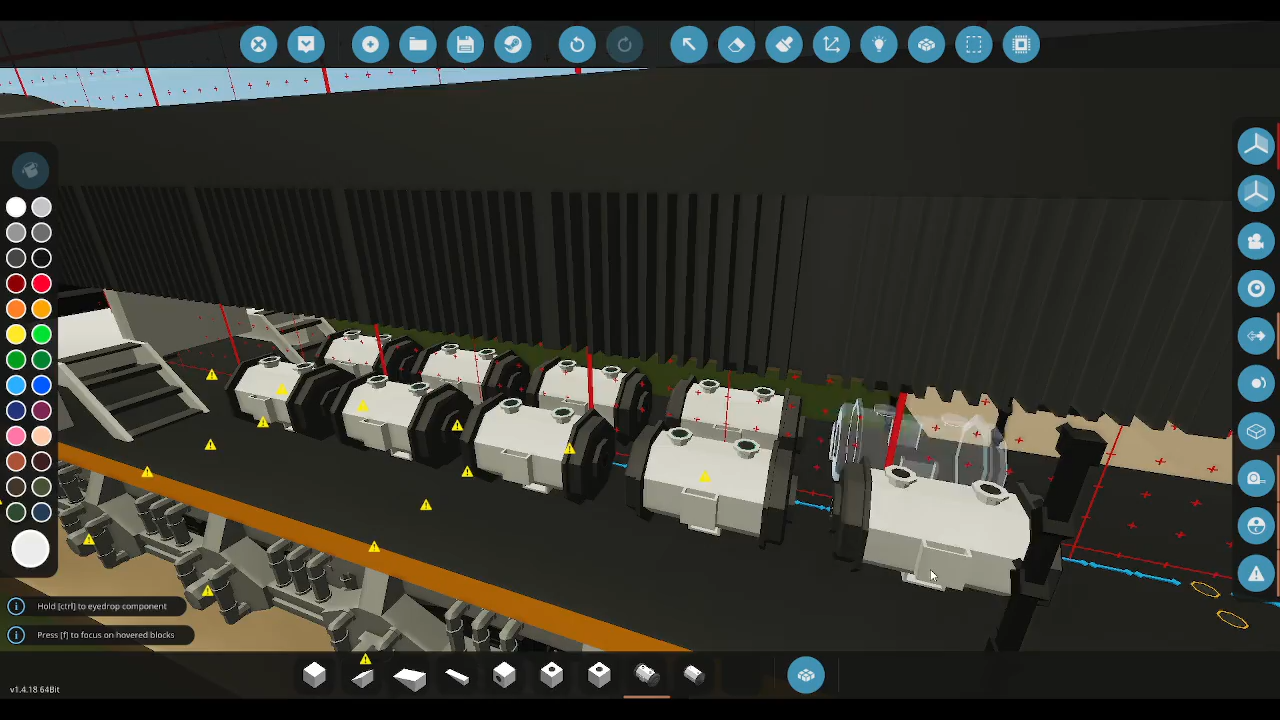 Hold [ctrl] to eyedrop component
Press [f] to focus on hovered blocks
v1.4.18 64Bit